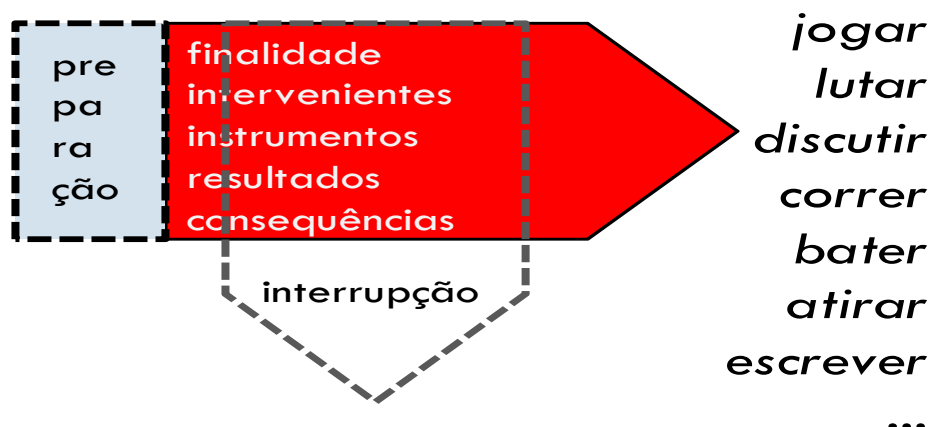 pre
pa
ra
ção
finalidade
intervenientes
instrumentos
resultados
consequências
interrupção
jogar
lutar
discutir
correr
bater
atirar
escrever
...